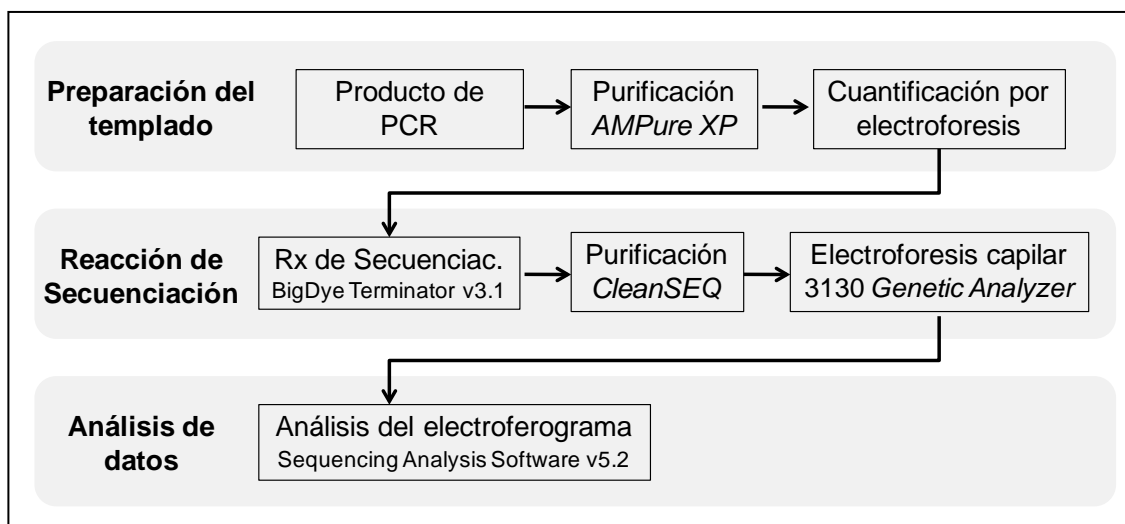 Preparación del
templado
Producto de
PCR
Purificación
AMPure XP
Cuantificación por
electroforesis
Reacción de
Secuenciación
Rx de Secuenciac.
BigDye Terminator v3.1
Purificación
CleanSEQ
Electroforesis capilar
3130 Genetic Analyzer
Análisis de
datos
Análisis del electroferograma
Sequencing Analysis Software v5.2